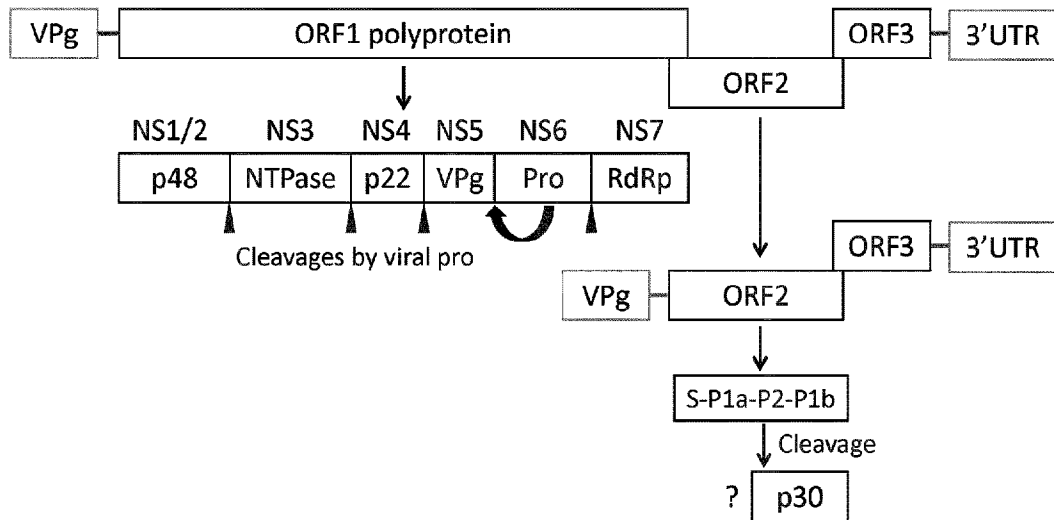 VPg
ORF1 polyprotein
ORF3
3'UTR
ORF2
NS1/2 NS3 NS4 NS5 NS6 NS7
p48 NTPase p22 VPg Pro RdRp
Cleavages by viral pro
ORF3
3'UTR
VPg
ORF2
S-P1a-P2-P1b
Cleavage
? p30